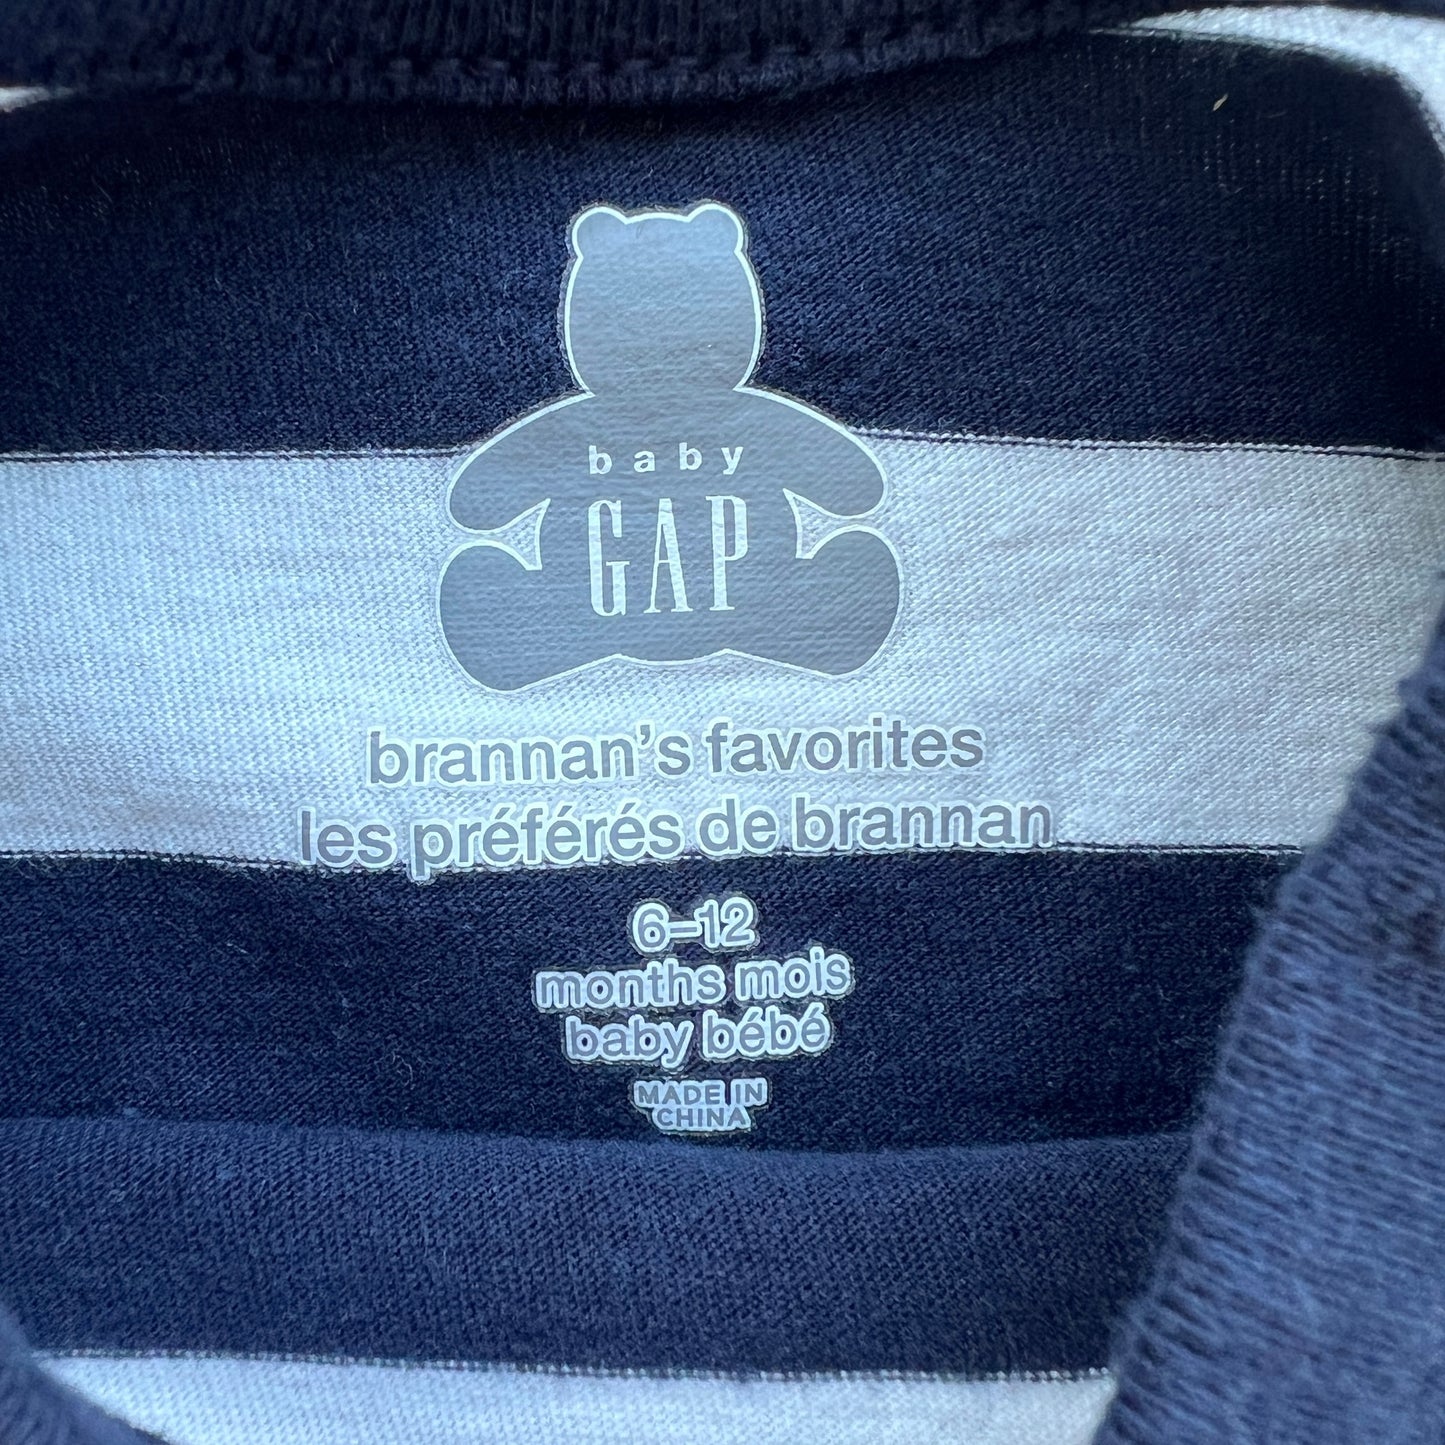 baby
GAP
brannan's favorites
les préférés de brannan
6–12
months mois
baby bébé
MADE IN
CHINA